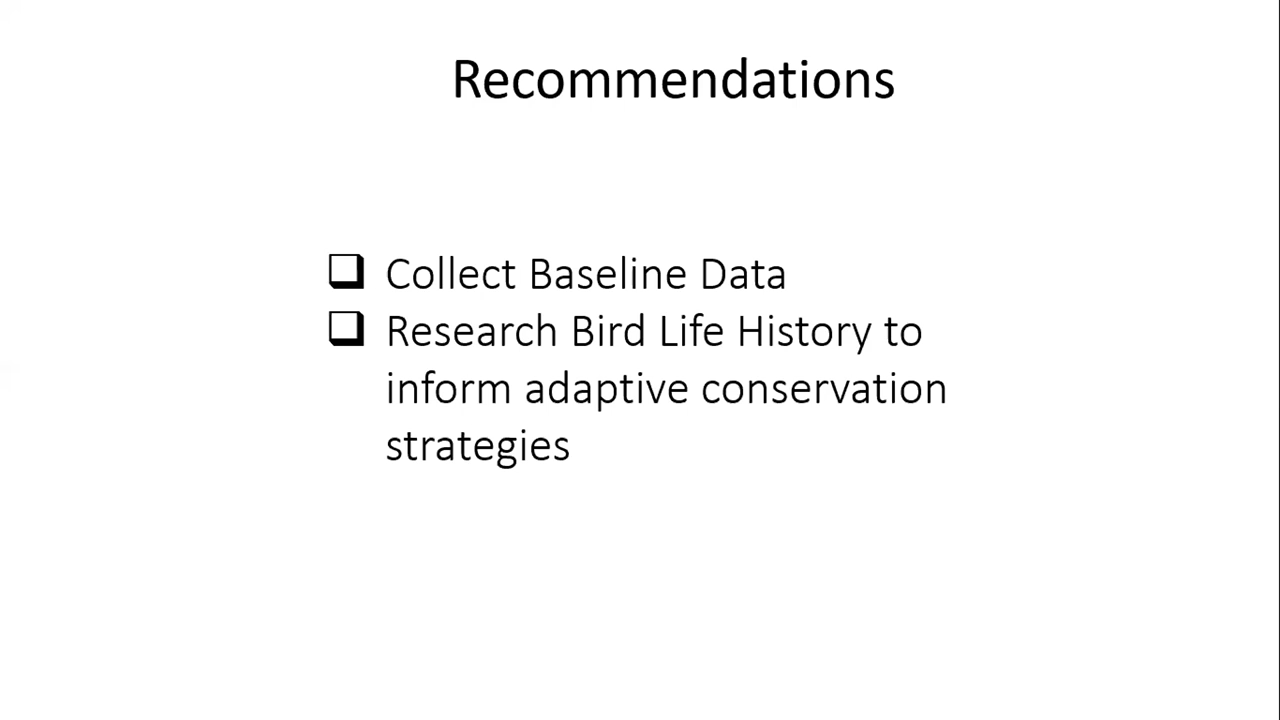 Recommendations
❑ Collect Baseline Data
❑ Research Bird Life History to
inform adaptive conservation
strategies